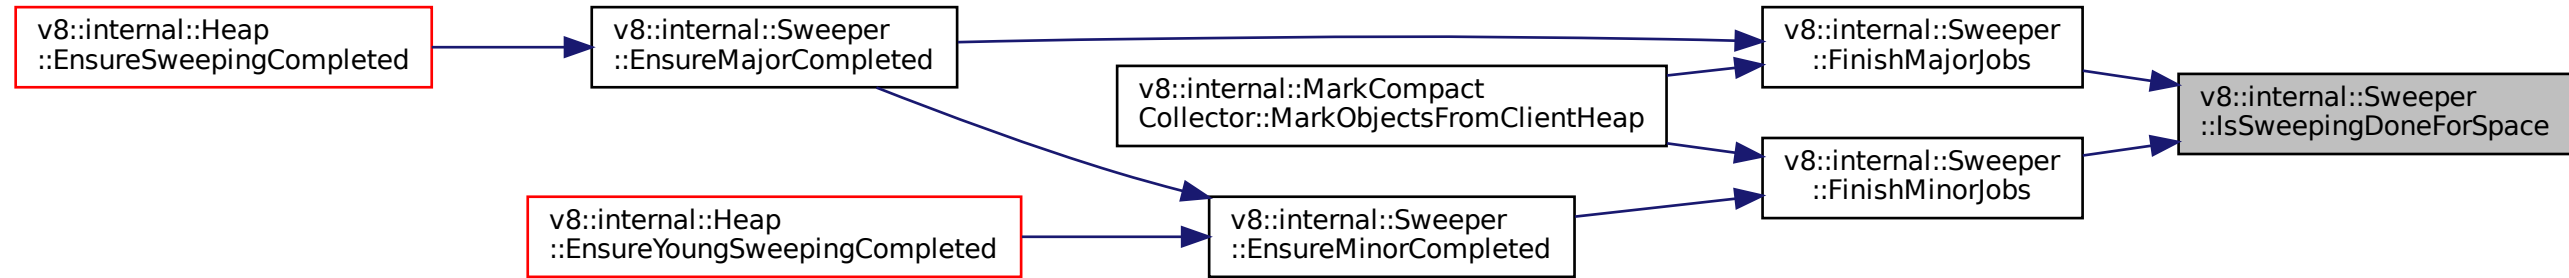 v8::internal::Heap
::EnsureSweepingCompleted
v8::internal::Sweeper
::EnsureMajorCompleted
v8::internal::MarkCompact
Collector::MarkObjectsFromClientHeap
v8::internal::Sweeper
::FinishMajorJobs
v8::internal::Sweeper
::IsSweepingDoneForSpace
v8::internal::Sweeper
::FinishMinorJobs
v8::internal::Heap
::EnsureYoungSweepingCompleted
v8::internal::Sweeper
::EnsureMinorCompleted